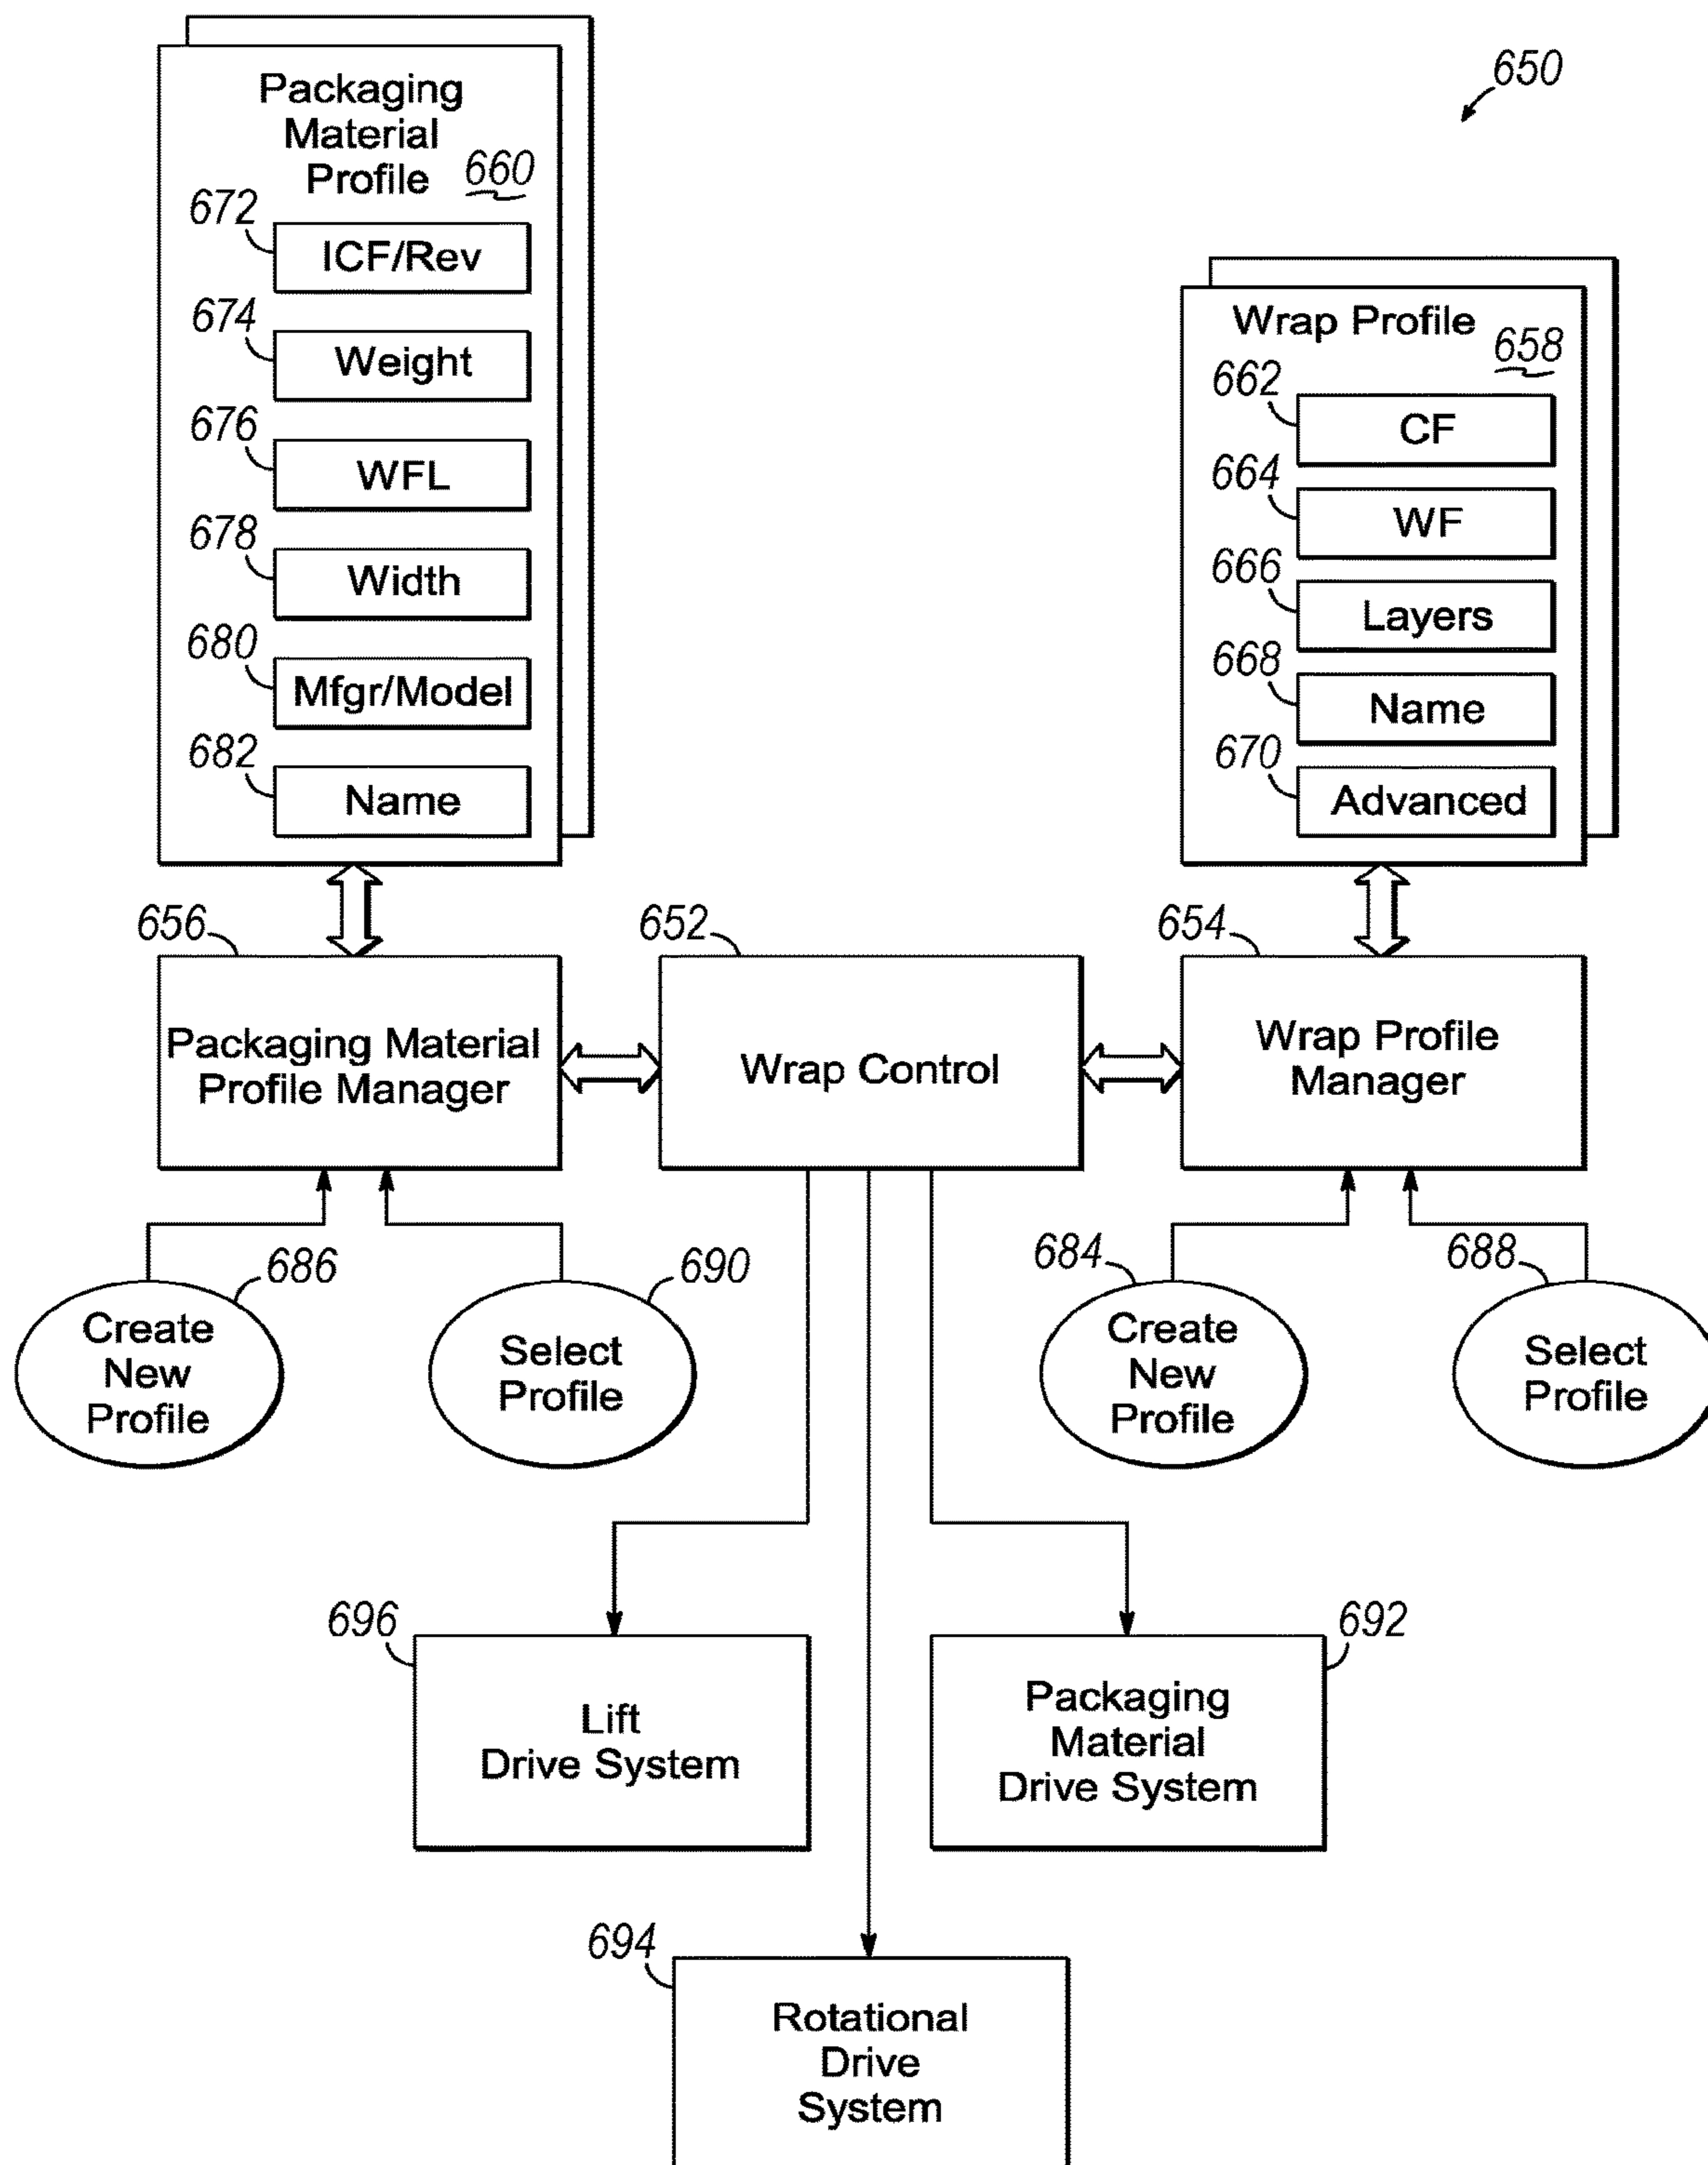 650
Packaging
Material
Profile
660
672
ICF/Rev
674
Weight
676
WFL
678
Width
680
Mfgr/Model
682
Name
Wrap Profile
658
662
CF
664
WF
666
Layers
668
Name
670
Advanced
656
Packaging Material
Profile Manager
652
Wrap Control
654
Wrap Profile
Manager
686
Create
New
Profile
690
Select
Profile
684
Create
New
Profile
688
Select
Profile
696
Lift
Drive System
692
Packaging
Material
Drive System
694
Rotational
Drive
System